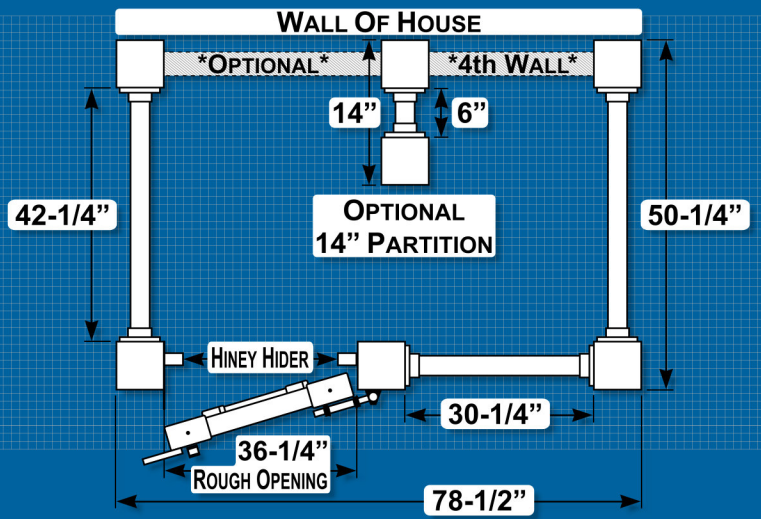 WALL OF HOUSE
*OPTIONAL*
*4th WALL*
14”
6”
42-1/4”
OPTIONAL
14” PARTITION
50-1/4”
HINEY HIDER
30-1/4”
36-1/4”
ROUGH OPENING
78-1/2”